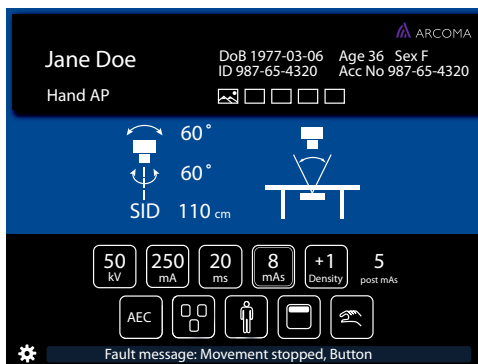 ARCOMA
Jane Doe
DoB 1977-03-06 Age 36 Sex F
ID 987-65-4320 Acc No 987-65-4320
Hand AP
60°
60°
SID 110 cm
50 kV
250 mA
20 ms
8 mAs
+1 Density
5 post mAs
AEC
Fault message: Movement stopped, Button